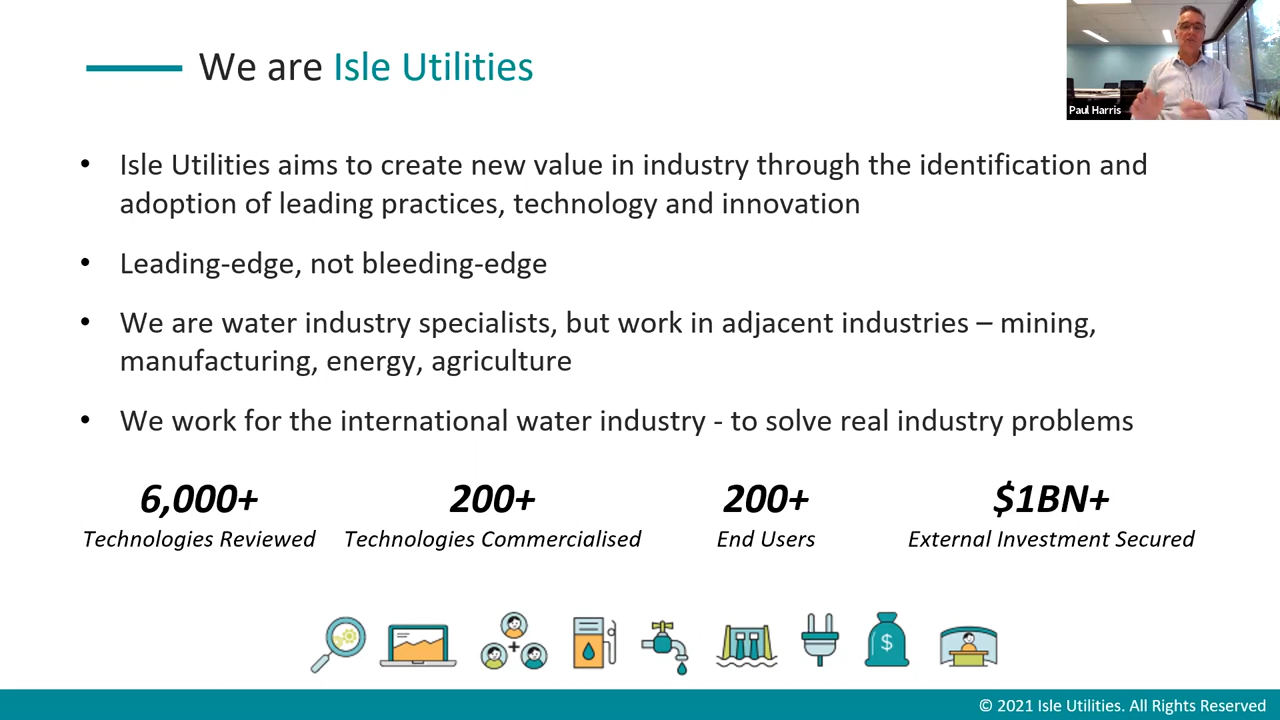 We are Isle Utilities
Paul Harris
• Isle Utilities aims to create new value in industry through the identification and
adoption of leading practices, technology and innovation
• Leading-edge, not bleeding-edge
• We are water industry specialists, but work in adjacent industries – mining,
manufacturing, energy, agriculture
• We work for the international water industry - to solve real industry problems
6,000+
Technologies Reviewed
200+
Technologies Commercialised
200+
End Users
$1BN+
External Investment Secured
$
© 2021 Isle Utilities. All Rights Reserved